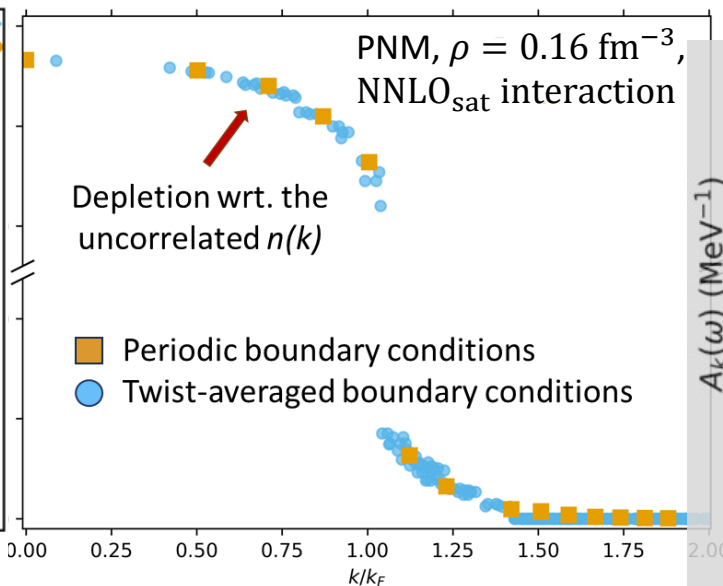 PNM, ρ = 0.16 fm⁻³,
NNLOsat interaction
Depletion wrt. the
uncorrelated n(k)
Periodic boundary conditions
Twist-averaged boundary conditions
A_k(ω) (MeV⁻¹)
0.00 0.25 0.50 0.75 1.00 1.25 1.50 1.75 2.00
k/k_F